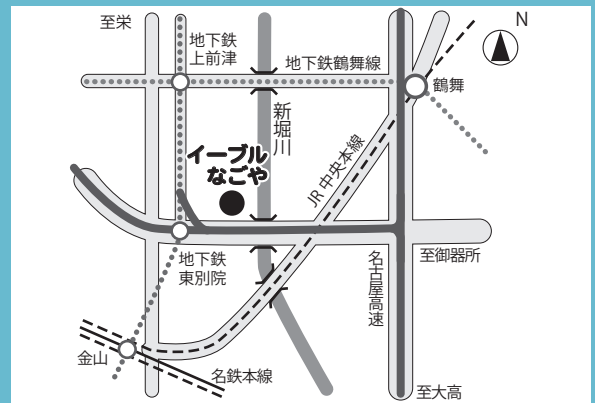 至栄
地下鉄
上前津
地下鉄鶴舞線
N
鶴舞
新堀川
イーブル
なごや
JR中央本線
地下鉄
東別院
名古屋高速
至御器所
金山
名鉄本線
至大高